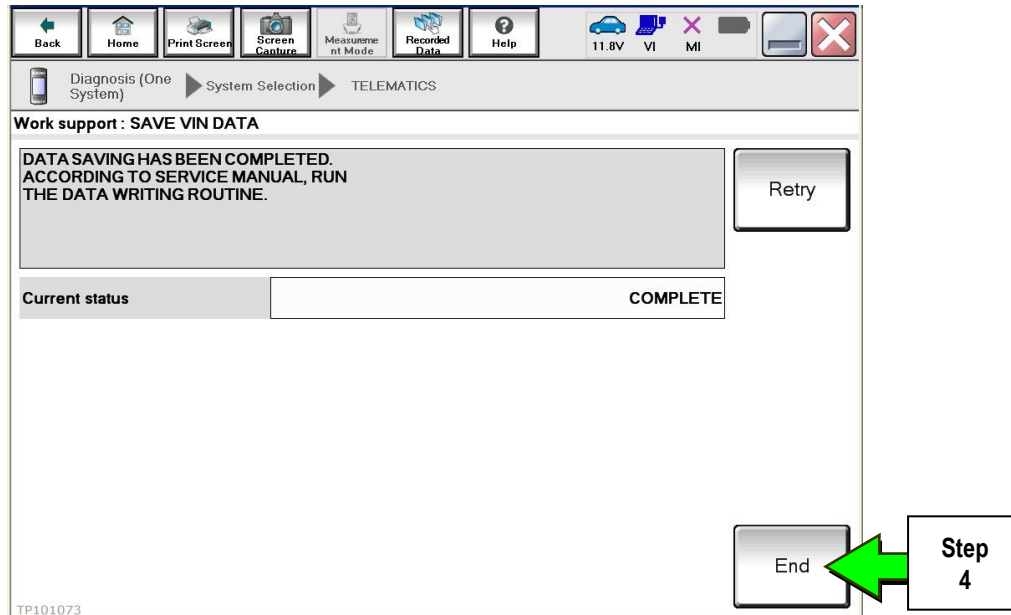 Back
Home
Print Screen
Screen
Capture
Measureme
nt Mode
Recorded
Data
Help
11.8V
VI
MI
Diagnosis (One
System)
System Selection
TELEMATICS
Work support : SAVE VIN DATA
DATA SAVING HAS BEEN COMPLETED.
ACCORDING TO SERVICE MANUAL, RUN
THE DATA WRITING ROUTINE.
Retry
Current status
COMPLETE
End
Step
4
TP101073